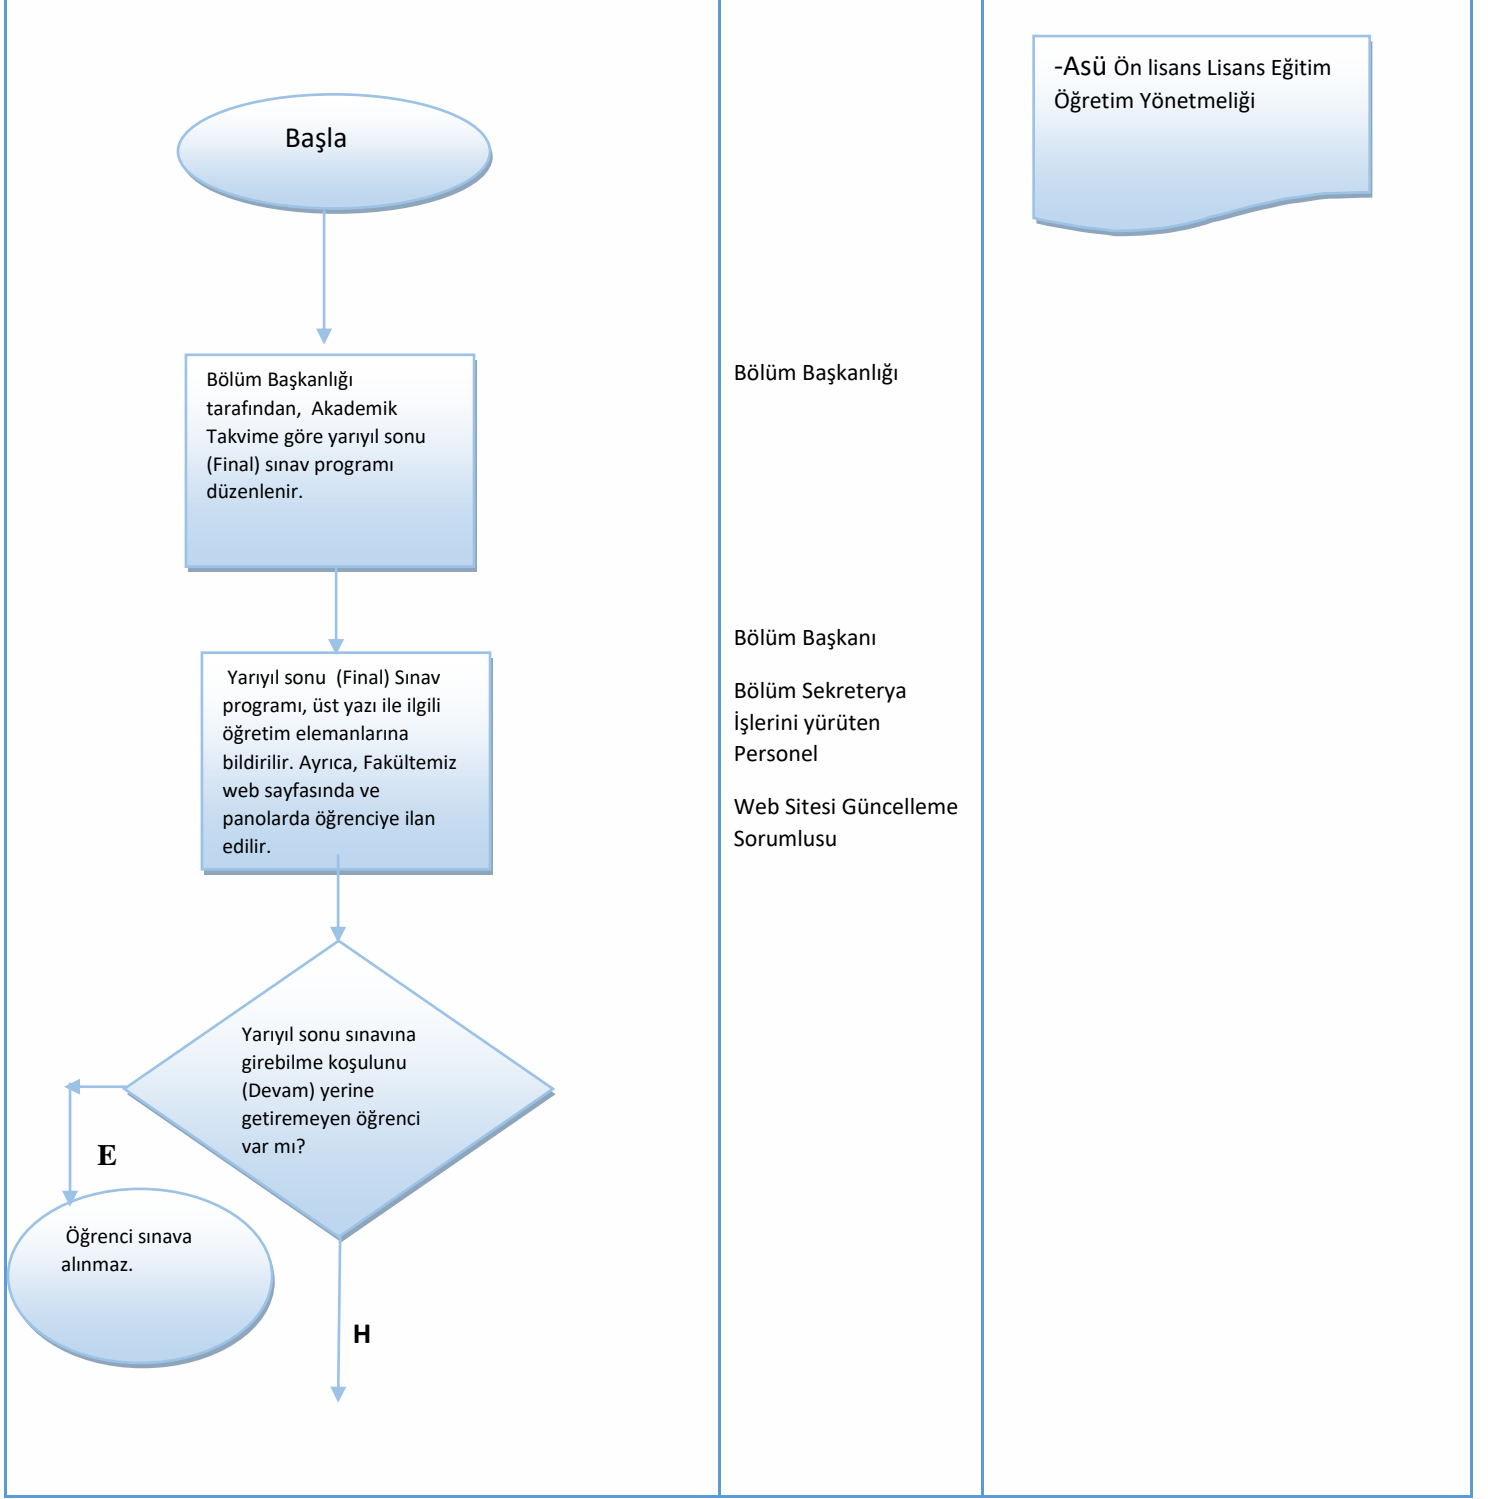 Başla
Bölüm Başkanlığı
tarafından, Akademik
Takvime göre yarıyıl sonu
(Final) sınav programı
düzenlenir.
Yarıyıl sonu (Final) Sınav
programı, üst yazı ile ilgili
öğretim elemanlarına
bildirilir. Ayrıca, Fakültemiz
web sayfasında ve
panolarda öğrenciye ilan
edilir.
Yarıyıl sonu sınavına
girebilme koşulunu
(Devam) yerine
getiremeyen öğrenci
var mı?
E
Öğrenci sınava
alınmaz.
H
Bölüm Başkanlığı
Bölüm Başkanı
Bölüm Sekreterya
İşlerini yürüten
Personel
Web Sitesi Güncelleme
Sorumlusu
-Asü Ön lisans Lisans Eğitim
Öğretim Yönetmeliği